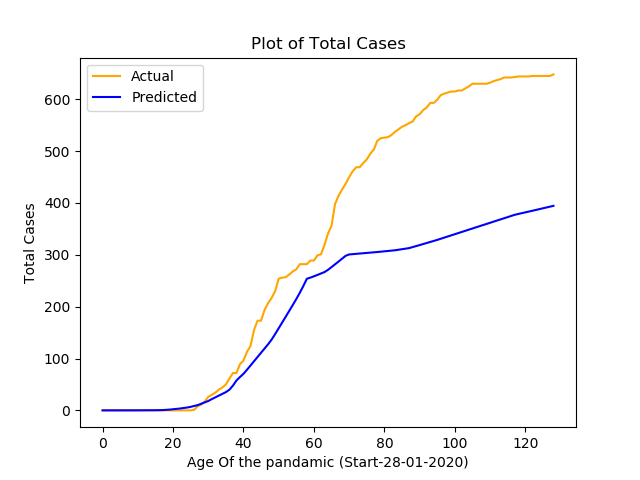 Plot of Total Cases
Actual
Predicted
600
500
400
300
200
100
0
Total Cases
0 20 40 60 80 100 120
Age Of the pandamic (Start-28-01-2020)